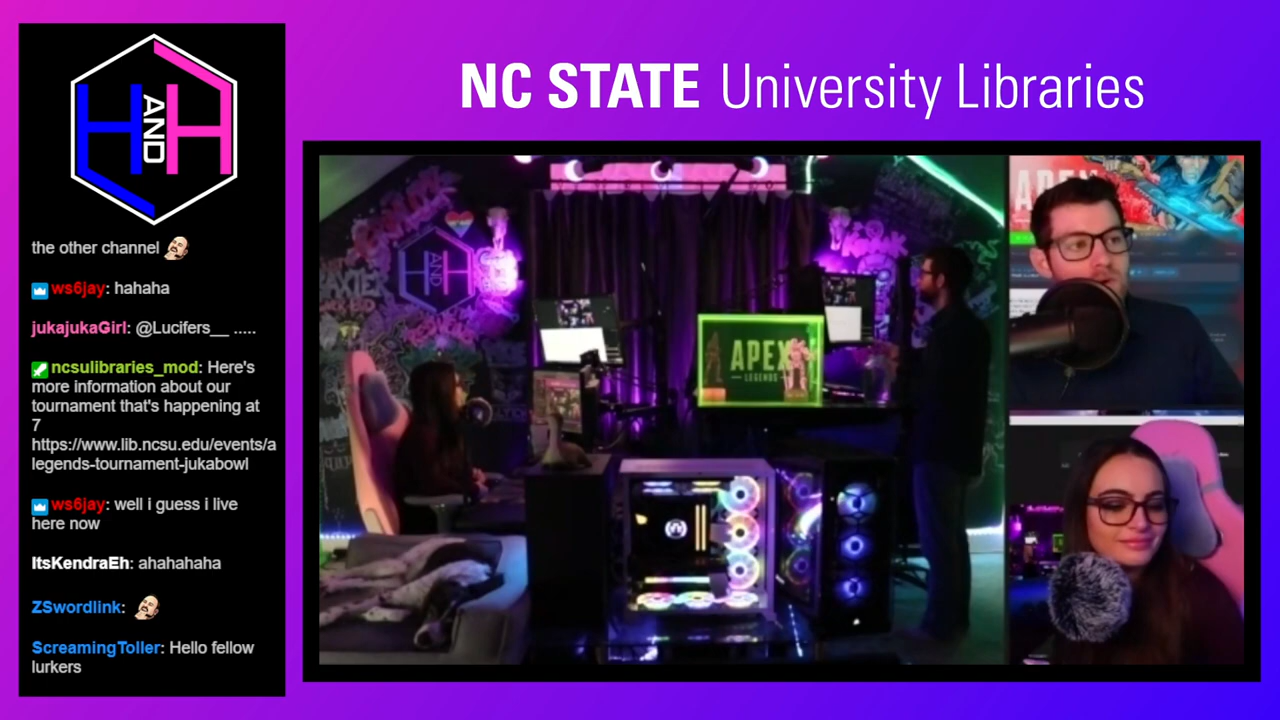 H AND H
NC STATE University Libraries
the other channel
ws6jay: hahaha
jukajukaGirl: @Lucifers__ .....
ncsulibraries_mod: Here's
more information about our
tournament that's happening at
7
https://www.lib.ncsu.edu/events/a
legends-tournament-jukabowl
ws6jay: well i guess i live
here now
ItsKendraEh: ahahahaha
ZSwordlink:
ScreamingToller: Hello fellow
lurkers
H AND H
APEX
LEGENDS